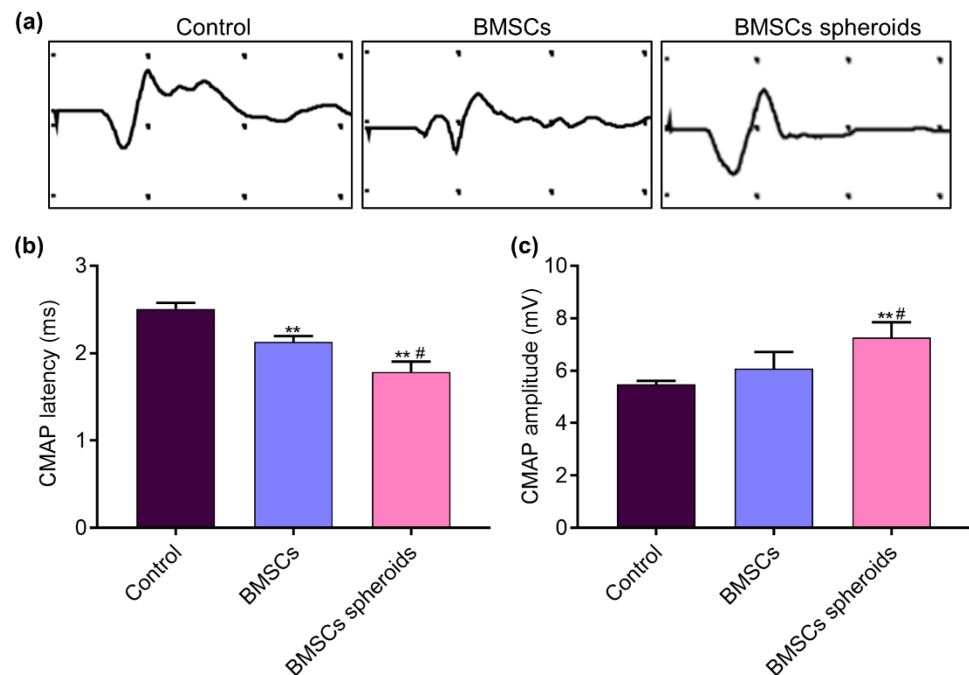 (a)
Control
BMSCs
BMSCs spheroids
(b)
CMAP latency (ms)
3
2
1
0
**
** #
Control
BMSCs
BMSCs spheroids
(c)
CMAP amplitude (mV)
10
8
6
4
2
0
** #
Control
BMSCs
BMSCs spheroids